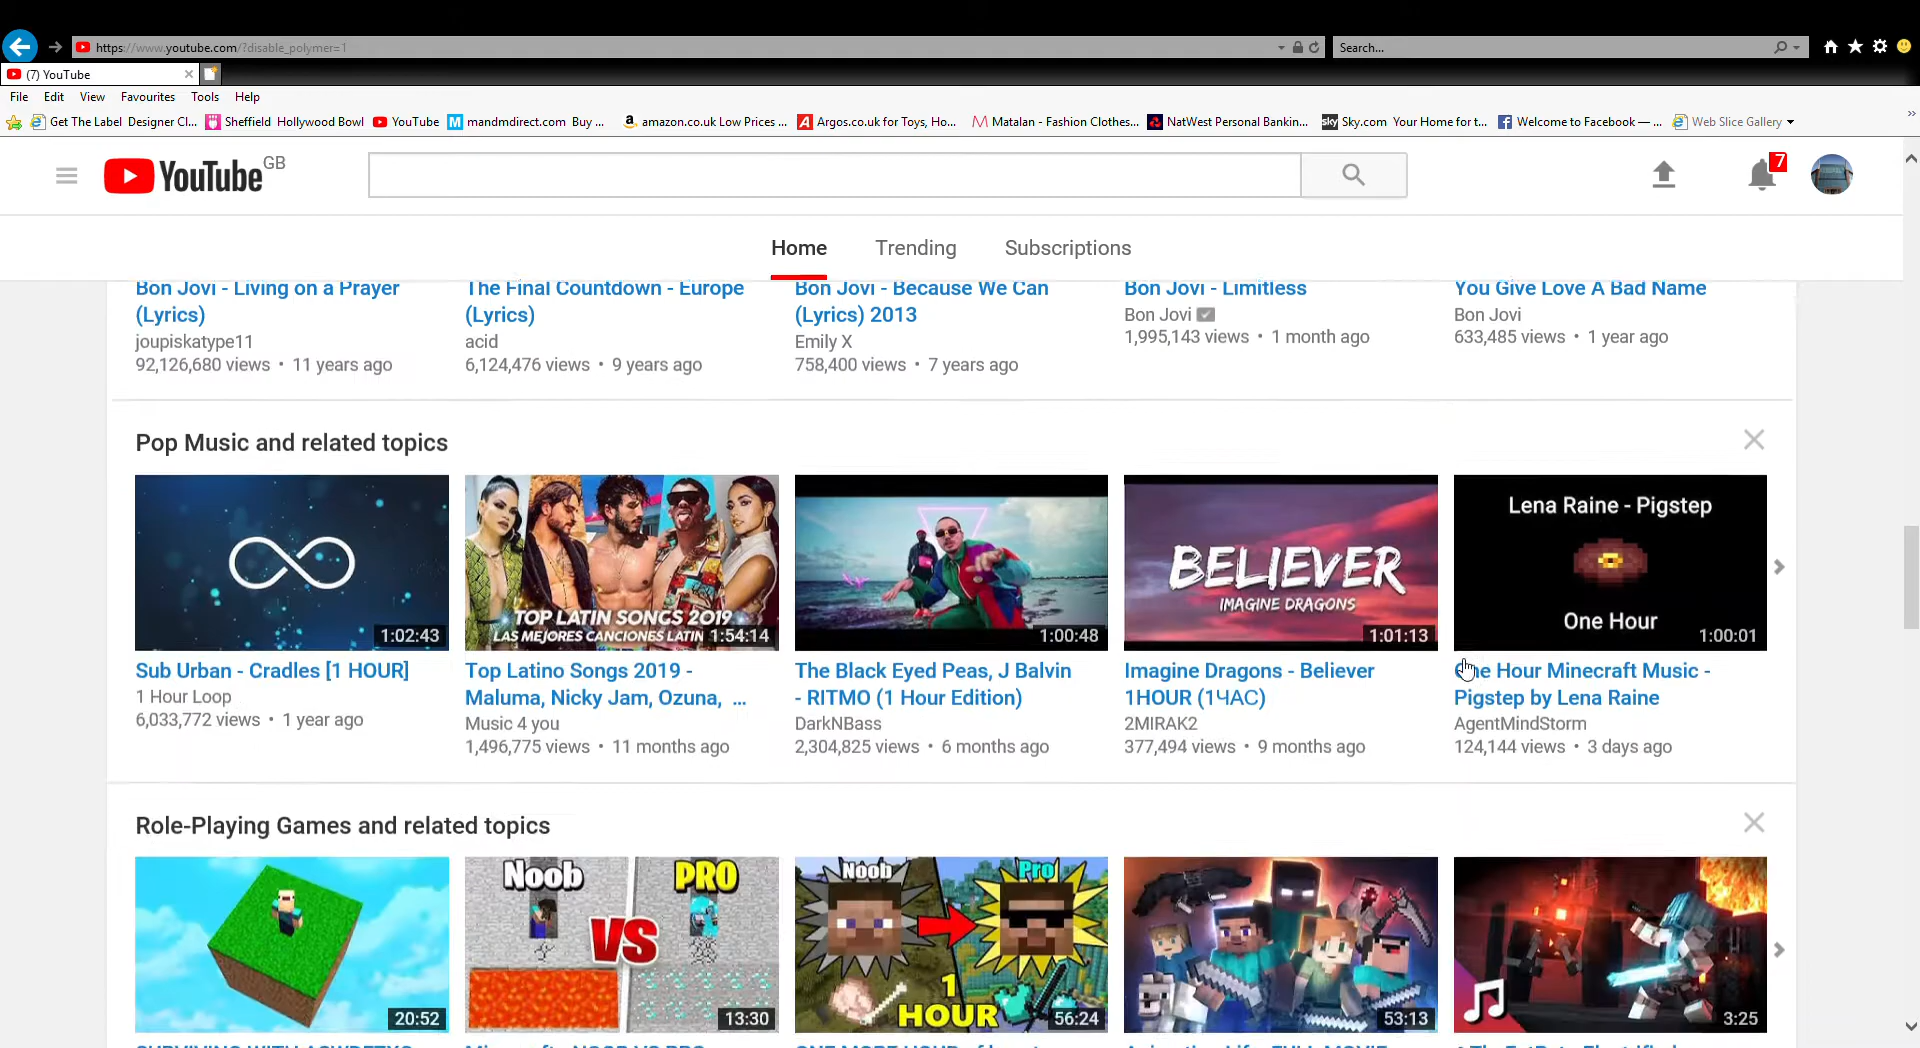 https://www.youtube.com/?disable_polymer=1
Search...
(7) YouTube
File Edit View Favourites Tools Help
Get The Label Designer Cl... Sheffield Hollywood Bowl YouTube mandmdirect.com Buy ... amazon.co.uk Low Prices ... Argos.co.uk for Toys, Ho... Matalan - Fashion Clothes... NatWest Personal Bankin... sky Sky.com Your Home for t... Welcome to Facebook — ... Web Slice Gallery
YouTube GB
7
Home Trending Subscriptions
Bon Jovi - Living on a Prayer
(Lyrics)
joupiskatype11
92,126,680 views • 11 years ago
The Final Countdown - Europe
(Lyrics)
acid
6,124,476 views • 9 years ago
Bon Jovi - Because We Can
(Lyrics) 2013
Emily X
758,400 views • 7 years ago
Bon Jovi - Limitless
Bon Jovi
1,995,143 views • 1 month ago
You Give Love A Bad Name
Bon Jovi
633,485 views • 1 year ago
Pop Music and related topics
1:02:43
Sub Urban - Cradles [1 HOUR]
1 Hour Loop
6,033,772 views • 1 year ago
TOP LATIN SONGS 2019
LAS MEJORES CANCIONES LATIN
1:54:14
Top Latino Songs 2019 -
Maluma, Nicky Jam, Ozuna, ...
Music 4 you
1,496,775 views • 11 months ago
1:00:48
The Black Eyed Peas, J Balvin
- RITMO (1 Hour Edition)
DarkNBass
2,304,825 views • 6 months ago
BELIEVER
IMAGINE DRAGONS
1:01:13
Imagine Dragons - Believer
1HOUR (1ЧАС)
2MIRAK2
377,494 views • 9 months ago
Lena Raine - Pigstep
One Hour
1:00:01
One Hour Minecraft Music -
Pigstep by Lena Raine
AgentMindStorm
124,144 views • 3 days ago
Role-Playing Games and related topics
20:52
Noob
PRO
VS
13:30
Noob
Pro
1
HOUR
56:24
53:13
3:25